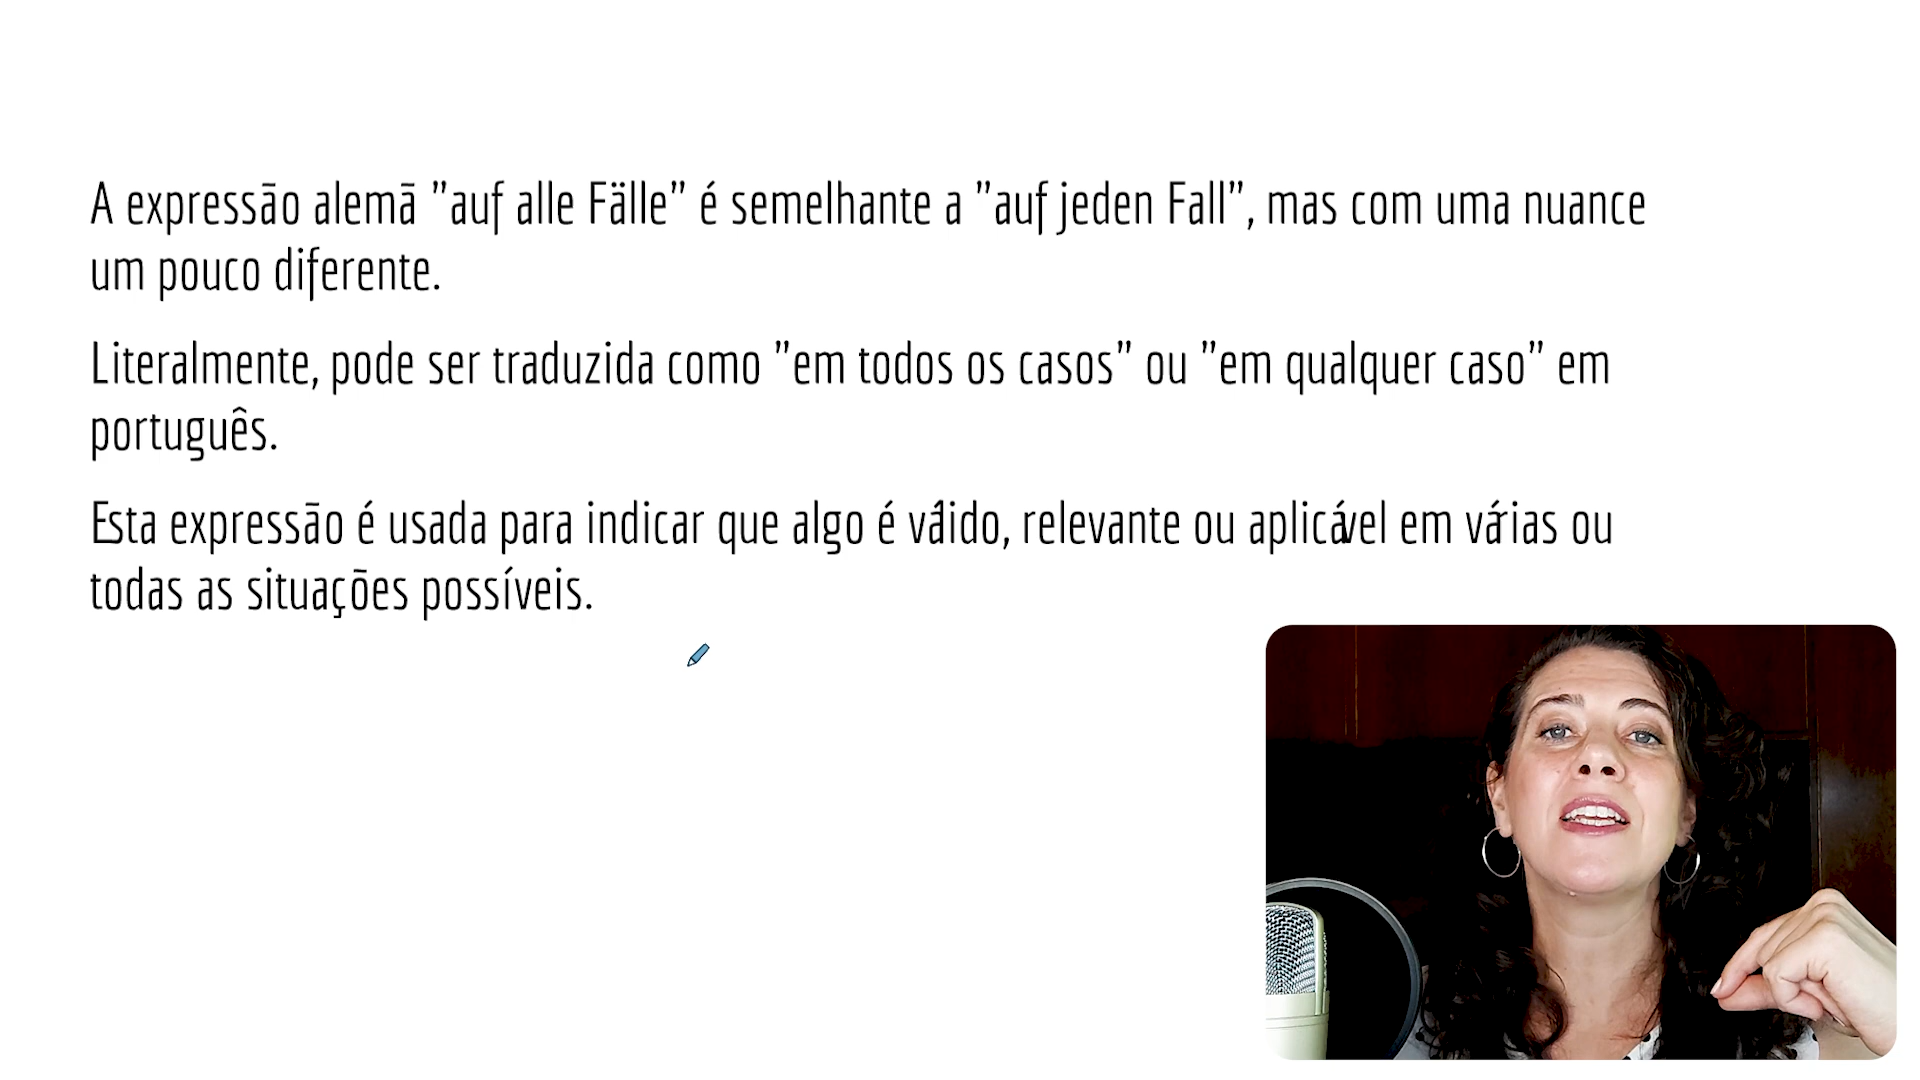 A expressão alemã "auf alle Fälle" é semelhante a "auf jeden Fall", mas com uma nuance
um pouco diferente.
Literalmente, pode ser traduzida como "em todos os casos" ou "em qualquer caso" em
português.
Esta expressão é usada para indicar que algo é válido, relevante ou aplicável em várias ou
todas as situações possíveis.